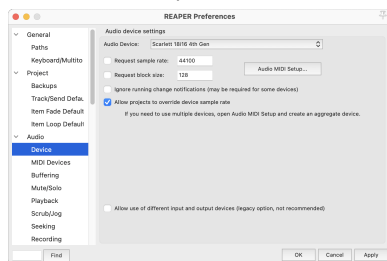 REAPER Preferences
General
Paths
Keyboard/Multito
Project
Backups
Track/Send Defau
Item Fade Default
Item Loop Default
Audio
Device
MIDI Devices
Buffering
Mute/Solo
Playback
Scrub/Jog
Seeking
Recording
Find
Audio device settings
Audio Device: Scarlett 18i16 4th Gen
Request sample rate: 44100
Request block size: 128
Audio MIDI Setup...
Ignore running change notifications (may be required for some devices)
Allow projects to override device sample rate
If you need to use multiple devices, open Audio MIDI Setup and create an aggregate device.
Allow use of different input and output devices (legacy option, not recommended)
OK Cancel Apply